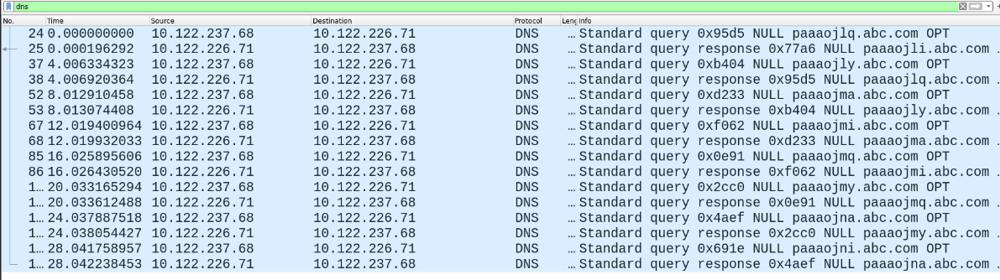 dns
No. Time Source Destination Protocol Leng Info
24 0.000000000 10.122.237.68 10.122.226.71 DNS … Standard query 0x95d5 NULL paaaojlq.abc.com OPT
25 0.000196292 10.122.226.71 10.122.237.68 DNS … Standard query response 0x77a6 NULL paaaojli.abc.com …
37 4.006334323 10.122.237.68 10.122.226.71 DNS … Standard query 0xb404 NULL paaaojly.abc.com OPT
38 4.006920364 10.122.226.71 10.122.237.68 DNS … Standard query response 0x95d5 NULL paaaojlq.abc.com …
52 8.012910458 10.122.237.68 10.122.226.71 DNS … Standard query 0xd233 NULL paaaojma.abc.com OPT
53 8.013074408 10.122.226.71 10.122.237.68 DNS … Standard query response 0xb404 NULL paaaojly.abc.com …
67 12.019400964 10.122.237.68 10.122.226.71 DNS … Standard query 0xf062 NULL paaaojmi.abc.com OPT
68 12.019932033 10.122.226.71 10.122.237.68 DNS … Standard query response 0xd233 NULL paaaojma.abc.com …
85 16.025895606 10.122.237.68 10.122.226.71 DNS … Standard query 0x0e91 NULL paaaojmq.abc.com OPT
86 16.026430520 10.122.226.71 10.122.237.68 DNS … Standard query response 0xf062 NULL paaaojmi.abc.com …
1… 20.033165294 10.122.237.68 10.122.226.71 DNS … Standard query 0x2cc0 NULL paaaojmy.abc.com OPT
1… 20.033612488 10.122.226.71 10.122.237.68 DNS … Standard query response 0x0e91 NULL paaaojmq.abc.com …
1… 24.037887518 10.122.237.68 10.122.226.71 DNS … Standard query 0x4aef NULL paaaojna.abc.com OPT
1… 24.038054427 10.122.226.71 10.122.237.68 DNS … Standard query response 0x2cc0 NULL paaaojmy.abc.com …
1… 28.041758957 10.122.237.68 10.122.226.71 DNS … Standard query 0x691e NULL paaaojni.abc.com OPT
1… 28.042238453 10.122.226.71 10.122.237.68 DNS … Standard query response 0x4aef NULL paaaojna.abc.com …